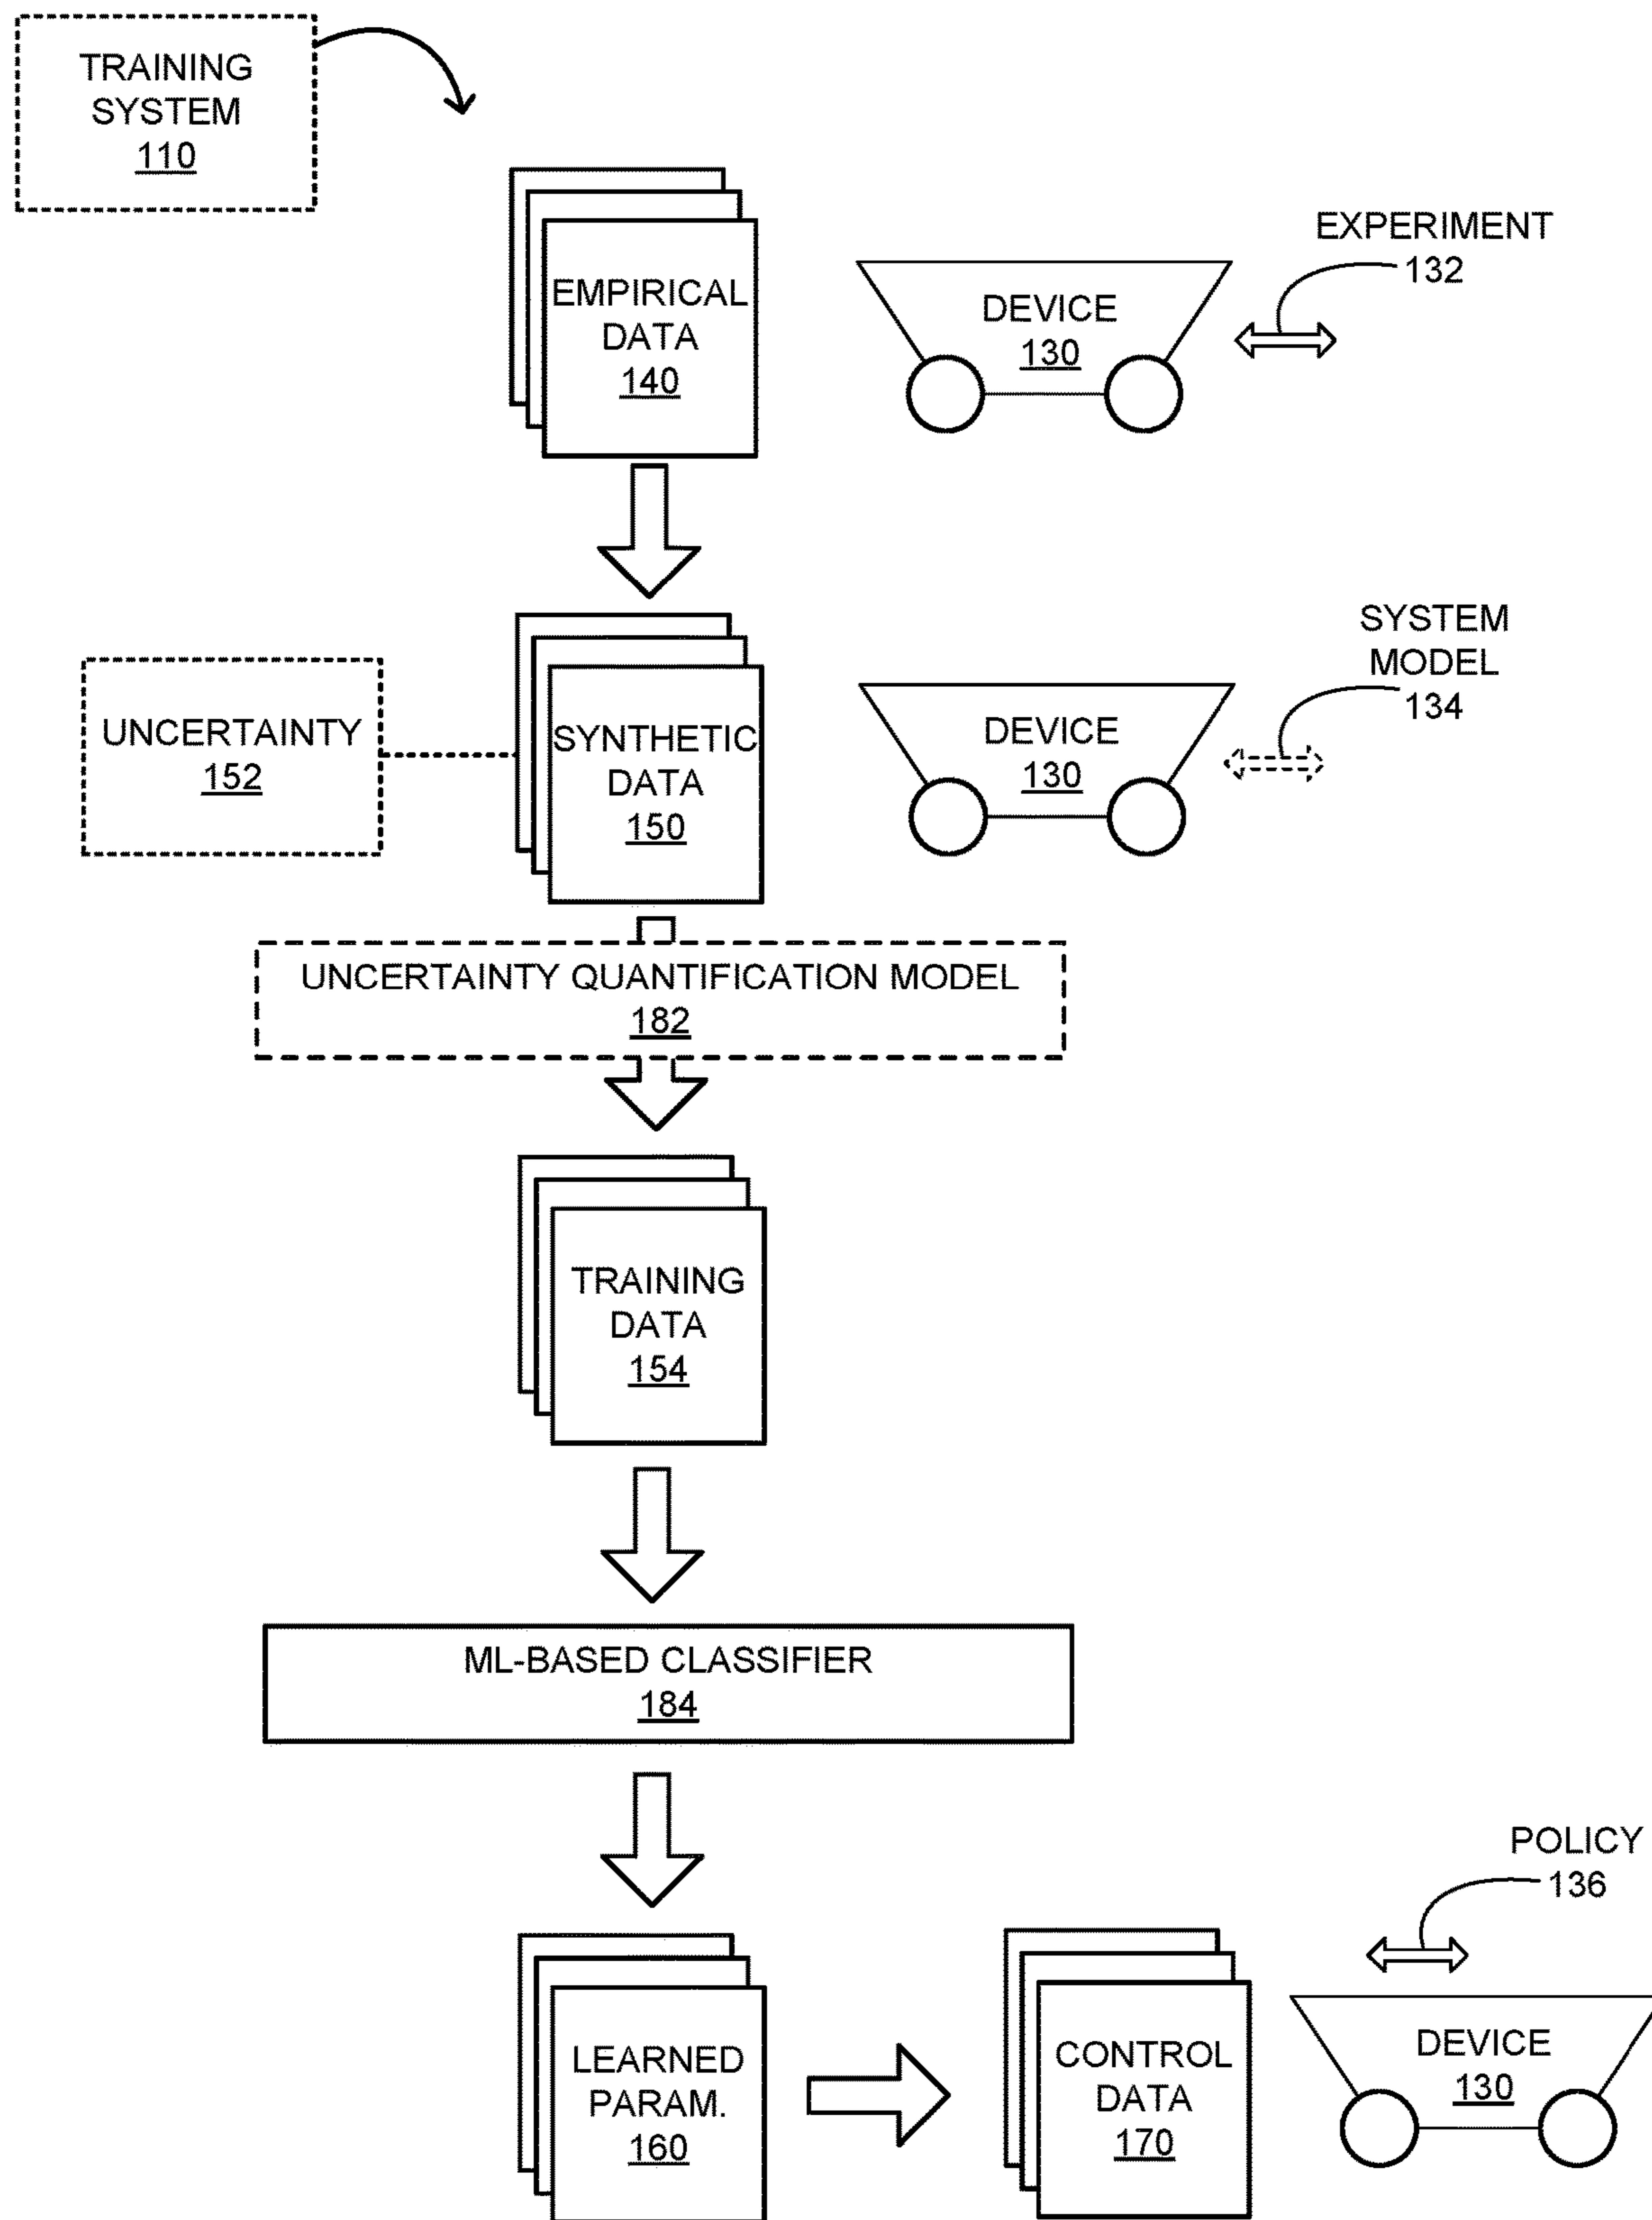 TRAINING
SYSTEM
110
EXPERIMENT
132
EMPIRICAL
DATA
140
DEVICE
130
SYSTEM
MODEL
134
UNCERTAINTY
152
SYNTHETIC
DATA
150
DEVICE
130
UNCERTAINTY QUANTIFICATION MODEL
182
TRAINING
DATA
154
ML-BASED CLASSIFIER
184
POLICY
136
LEARNED
PARAM.
160
CONTROL
DATA
170
DEVICE
130